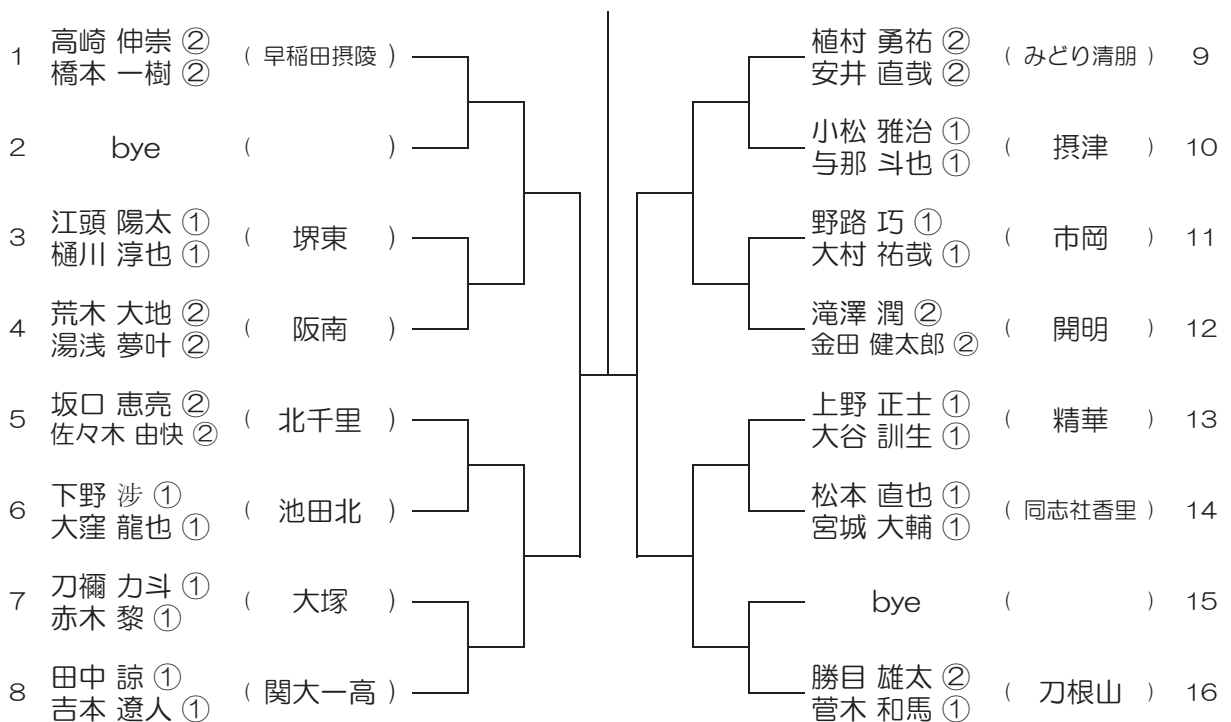 1 高崎 伸崇 ② ( 早稲田摂陵 )
橋本 一樹 ②
2 bye ( )
3 江頭 陽太 ① ( 堺東 )
樋川 淳也 ①
4 荒木 大地 ② ( 阪南 )
湯浅 夢叶 ②
5 坂口 恵亮 ② ( 北千里 )
佐々木 由快 ②
6 下野 渉 ① ( 池田北 )
大窪 龍也 ①
7 刀禰 力斗 ① ( 大塚 )
赤木 黎 ①
8 田中 諒 ① ( 関大一高 )
吉本 遼人 ①
植村 勇祐 ② ( みどり清朋 ) 9
安井 直哉 ②
小松 雅治 ① ( 摂津 ) 10
与那 斗也 ①
野路 巧 ① ( 市岡 ) 11
大村 祐哉 ①
滝澤 潤 ② ( 開明 ) 12
金田 健太郎 ②
上野 正士 ① ( 精華 ) 13
大谷 訓生 ①
松本 直也 ① ( 同志社香里 ) 14
宮城 大輔 ①
bye ( ) 15
勝目 雄太 ② ( 刀根山 ) 16
菅木 和馬 ①